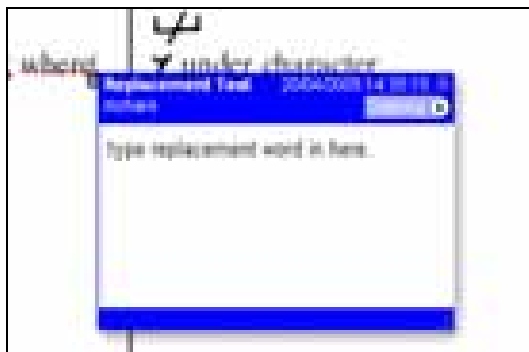 , where under character
Replacement Text
type replacement word in here.